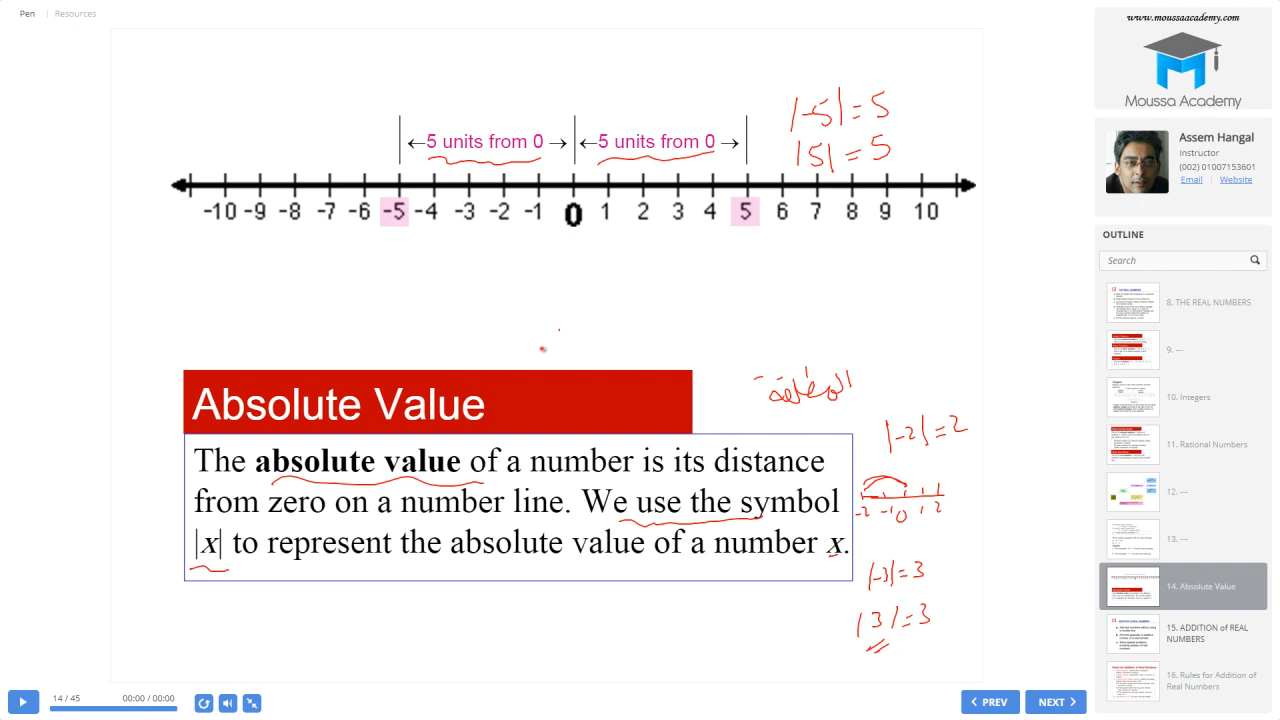 Pen
Resources
|-5| = 5
|5| = 5
←5 units from 0 →
←5 units from 0 →
-10 -9 -8 -7 -6 -5 -4 -3 -2 -1 0 1 2 3 4 5 6 7 8 9 10
Absolute Value
The absolute value of a number is its distance
from zero on a number line. We use the symbol
|x| to represent the absolute value of a number x.
|-2| = 2
-2 -1 0 1 2
|-3| = 3
|3| = 3
14 / 45
00:00 / 00:00
PREV
NEXT
www.moussaacademy.com
Moussa Academy
Assem Hangal
Instructor
(002) 01007153601
Email
Website
OUTLINE
Search
8. THE REAL NUMBERS
9. ---
10. Integers
11. Rational Numbers
12. ---
13. ---
14. Absolute Value
15. ADDITION of REAL
NUMBERS
16. Rules for Addition of
Real Numbers